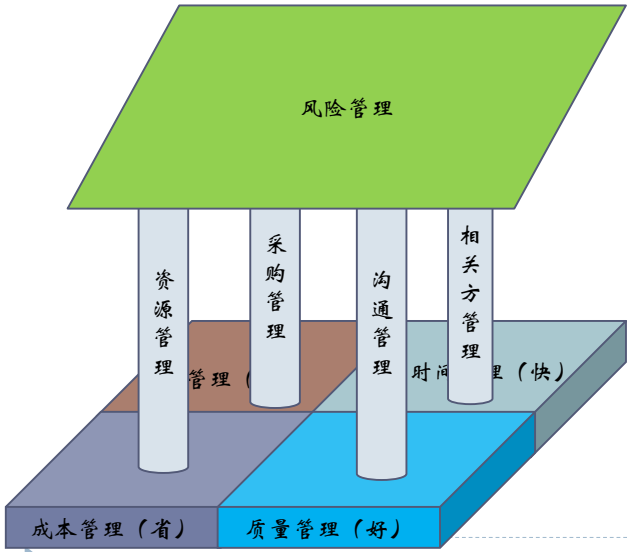 风险管理
资源管理
采购管理
沟通管理
相关方管理
管理（
时间 理（快）
成本管理（省）
质量管理（好）